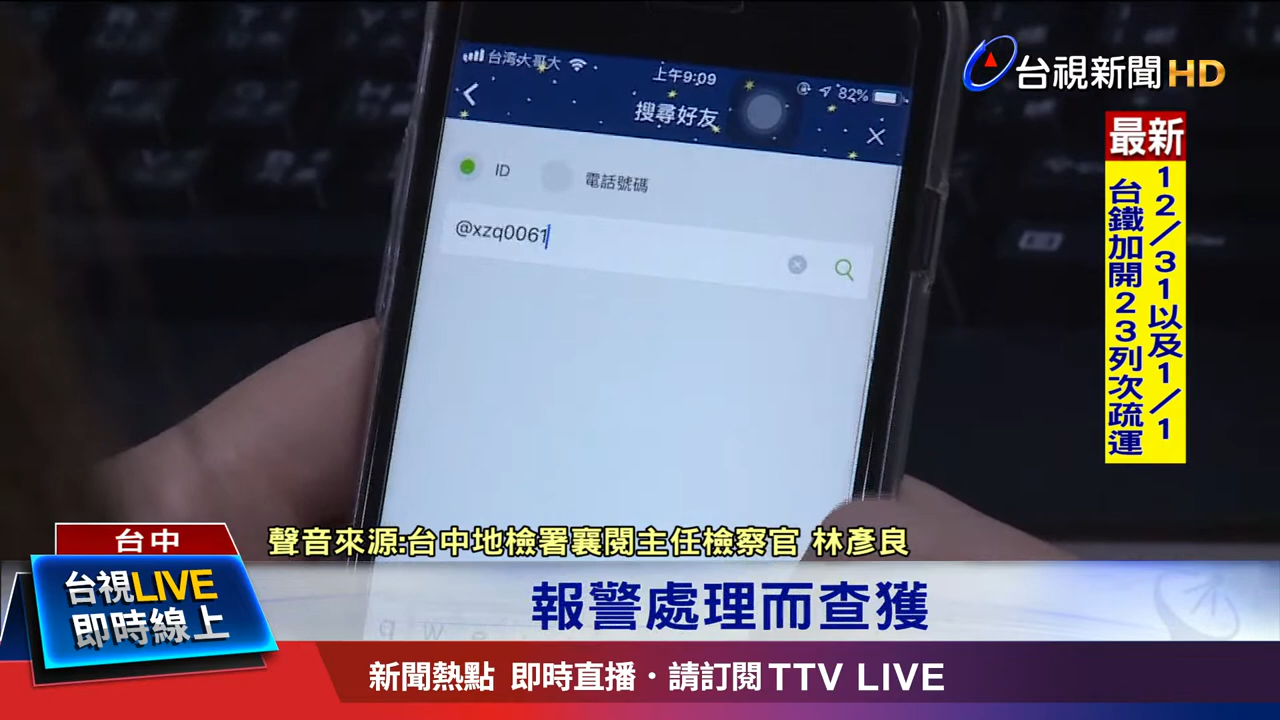 台灣大哥大
上午9:09
82%
搜尋好友
ID
電話號碼
@xzq0061
台視新聞HD
最新
12/31以及1/1
台鐵加開23列次疏運
聲音來源:台中地檢署襄閱主任檢察官 林彥良
台中
台視LIVE
即時線上
報警處理而查獲
q w e
新聞熱點 即時直播・請訂閱TTV LIVE